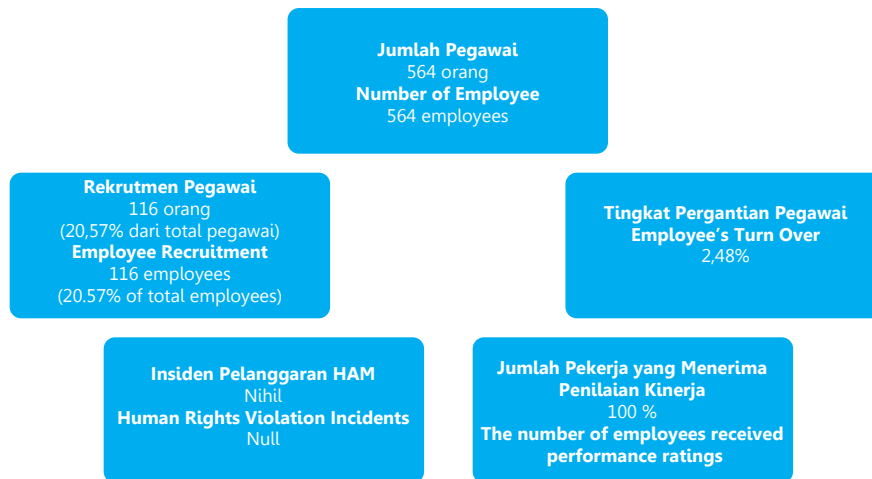 Jumlah Pegawai
564 orang
Number of Employee
564 employees
Rekrutmen Pegawai
116 orang
(20,57% dari total pegawai)
Employee Recruitment
116 employees
(20.57% of total employees)
Tingkat Pergantian Pegawai
Employee's Turn Over
2,48%
Insiden Pelanggaran HAM
Nihil
Human Rights Violation Incidents
Null
Jumlah Pekerja yang Menerima
Penilaian Kinerja
100 %
The number of employees received
performance ratings